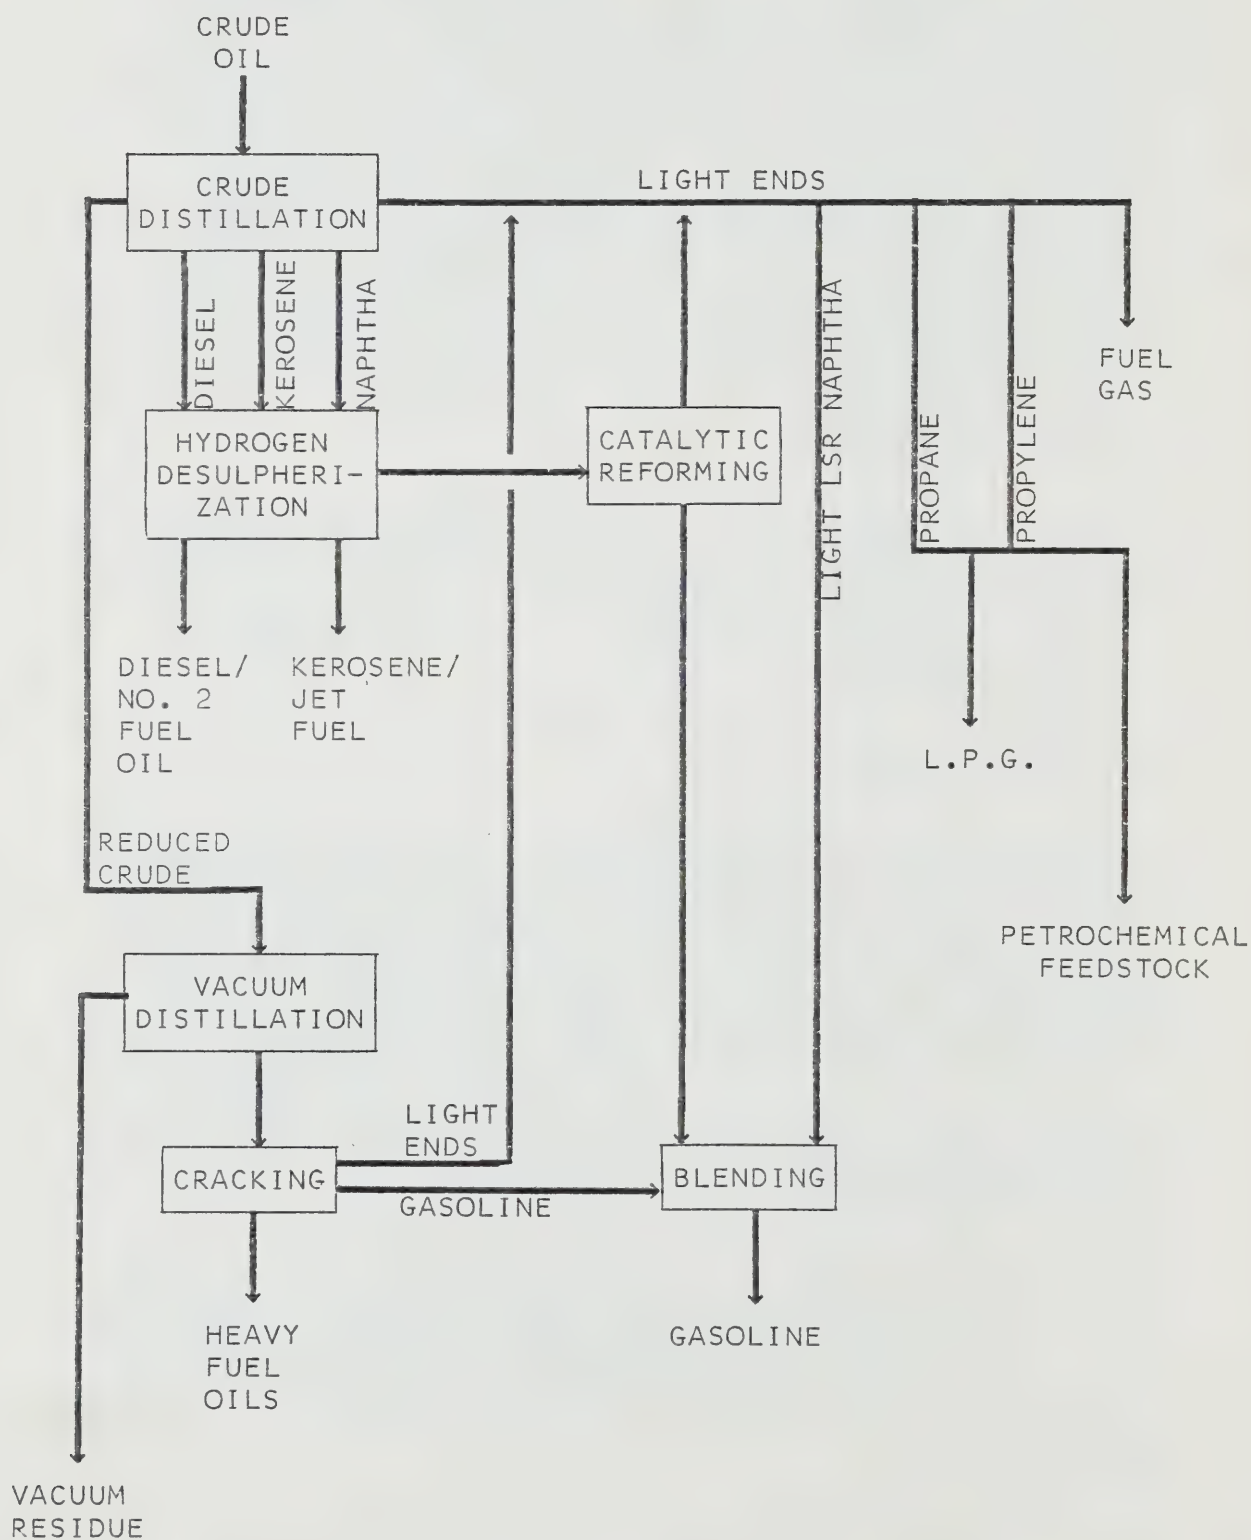 CRUDE
OIL
CRUDE
DISTILLATION
LIGHT ENDS
DIESEL
KEROSENE
NAPHTHA
LIGHT LSR NAPHTHA
PROPANE
PROPYLENE
FUEL
GAS
HYDROGEN
DESULPHERI-
ZATION
CATALYTIC
REFORMING
DIESEL/
NO. 2
FUEL
OIL
KEROSENE/
JET
FUEL
L.P.G.
REDUCED
CRUDE
PETROCHEMICAL
FEEDSTOCK
VACUUM
DISTILLATION
LIGHT
ENDS
CRACKING
GASOLINE
BLENDING
HEAVY
FUEL
OILS
GASOLINE
VACUUM
RESIDUE